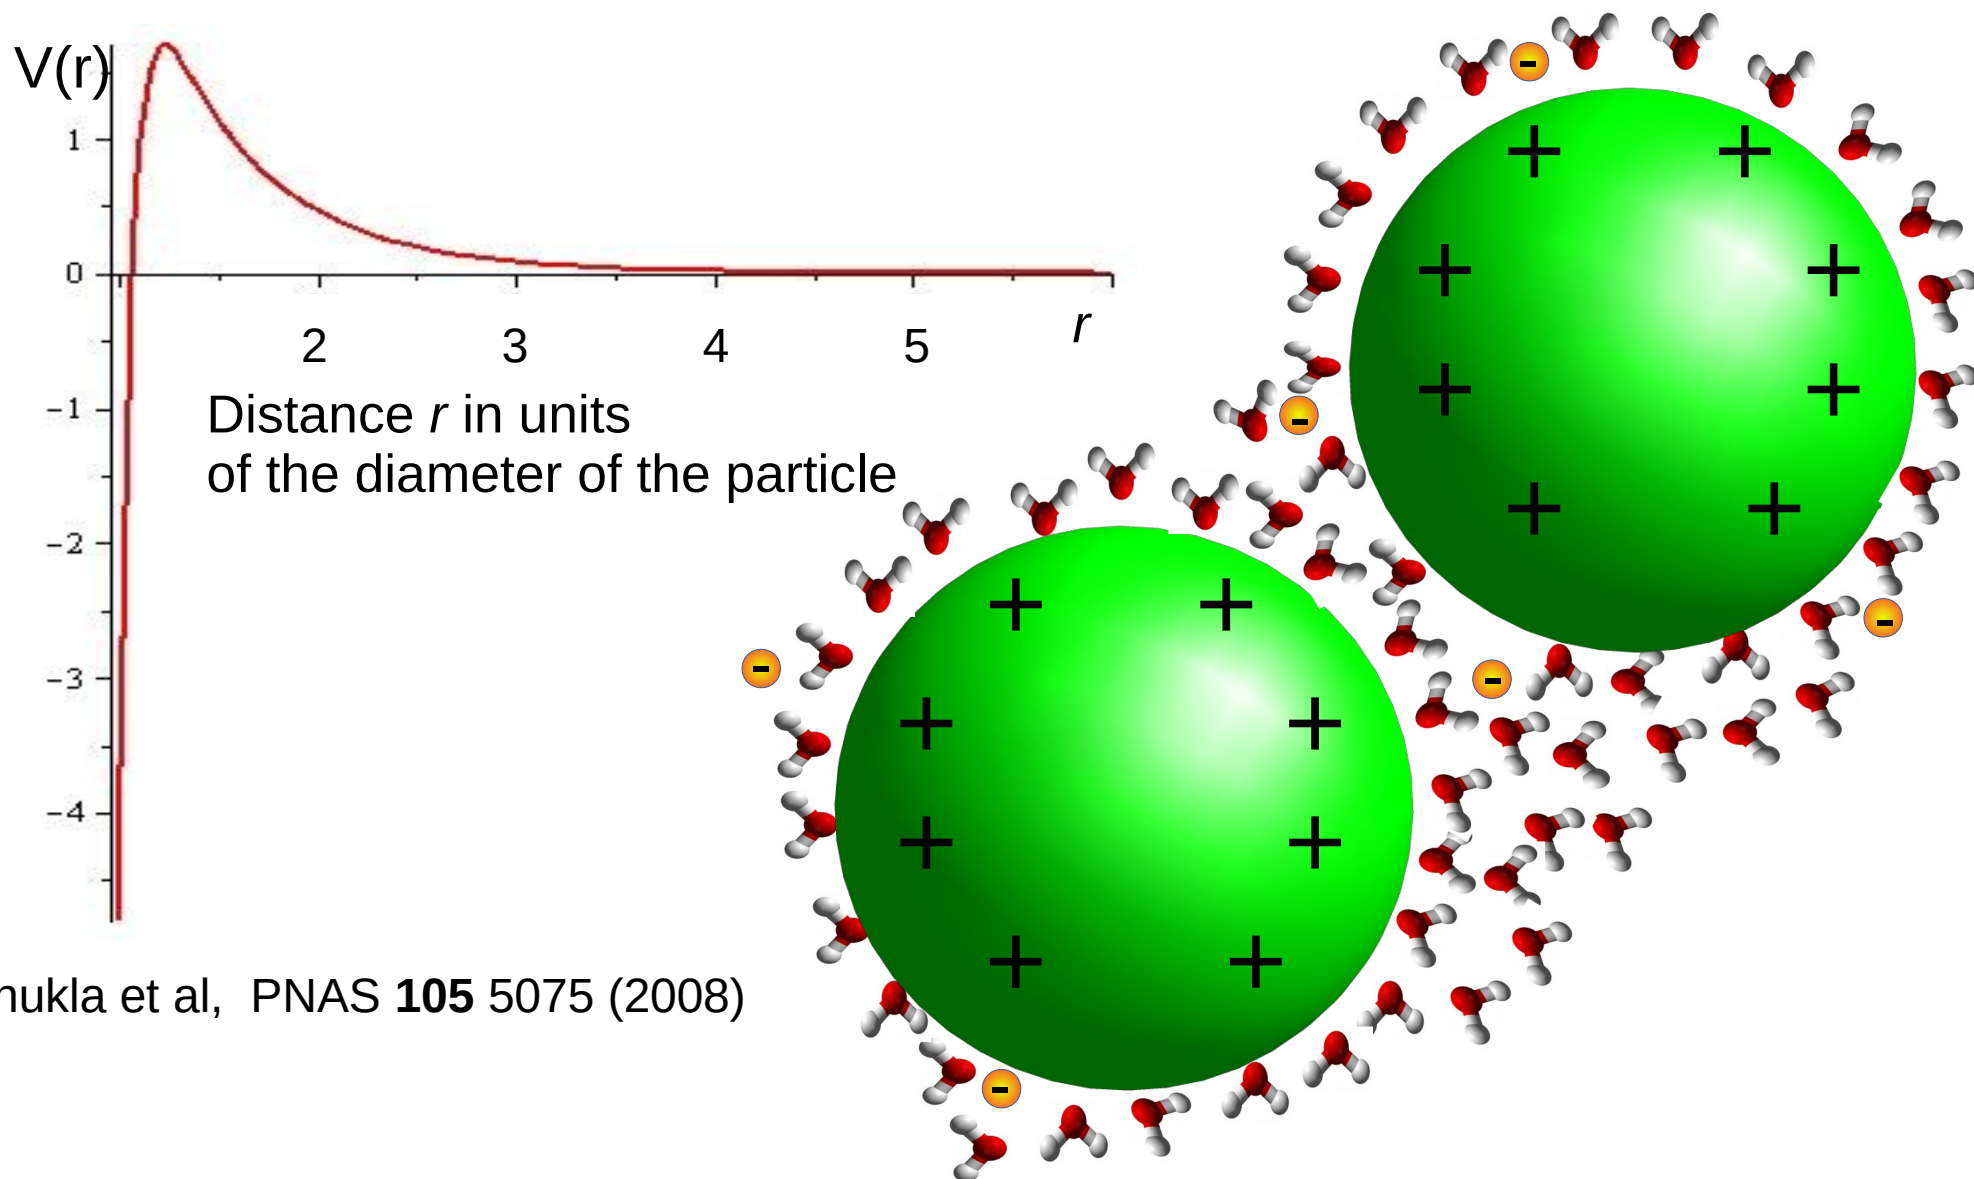 V(r)
1
0
2
3
4
5
r
−1
Distance r in units
of the diameter of the particle
−2
−3
−4
et al, PNAS 105 5075 (2008)
+ + + + + + + +
+ + + + + + + +
- - - - - -